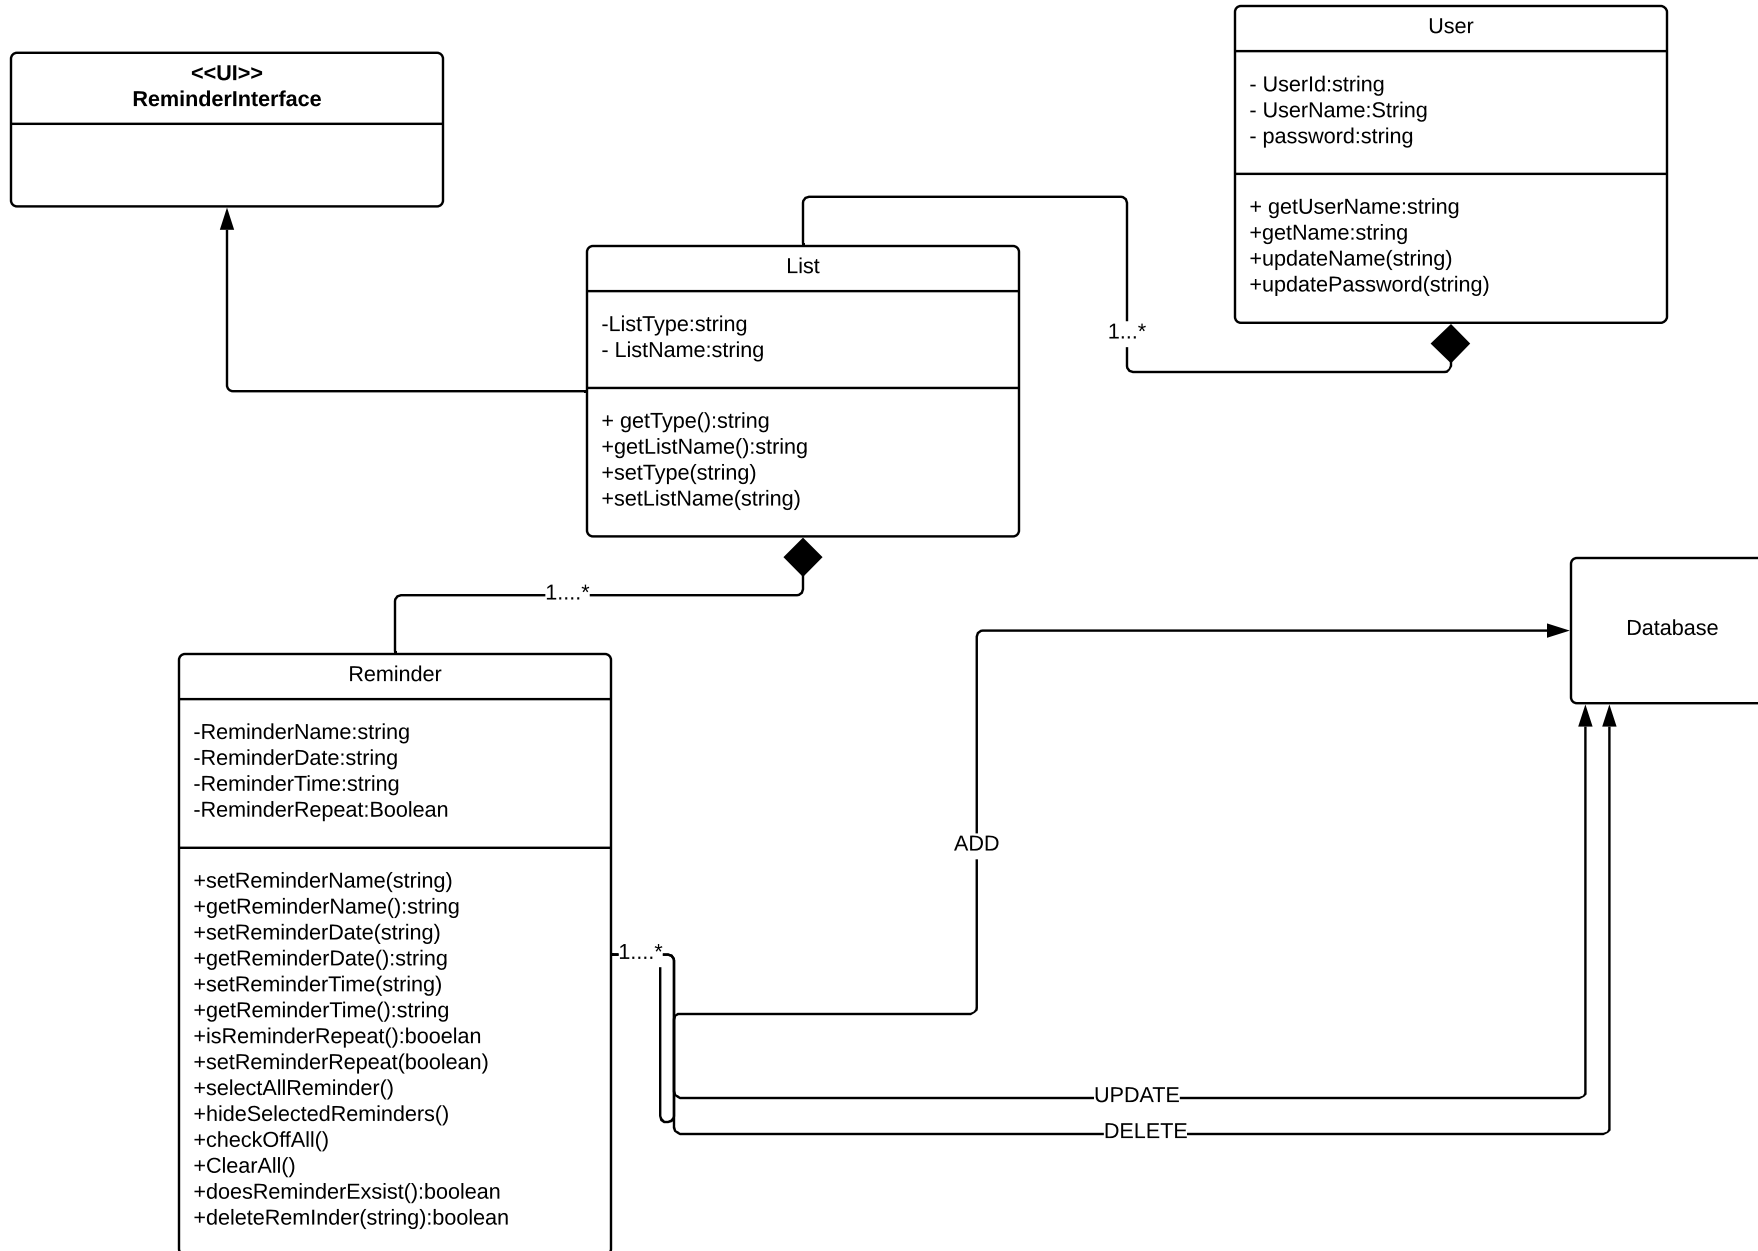 <<UI>>
ReminderInterface
User
- UserId:string
- UserName:String
- password:string
+ getUserName:string
+getName:string
+updateName(string)
+updatePassword(string)
List
-ListType:string
- ListName:string
+ getType():string
+getListName():string
+setType(string)
+setListName(string)
1...*
1....*
Database
Reminder
-ReminderName:string
-ReminderDate:string
-ReminderTime:string
-ReminderRepeat:Boolean
+setReminderName(string)
+getReminderName():string
+setReminderDate(string)
+getReminderDate():string
+setReminderTime(string)
+getReminderTime():string
+isReminderRepeat():booelan
+setReminderRepeat(boolean)
+selectAllReminder()
+hideSelectedReminders()
+checkOffAll()
+ClearAll()
+doesReminderExsist():boolean
+deleteRemInder(string):boolean
1....*
ADD
UPDATE
DELETE